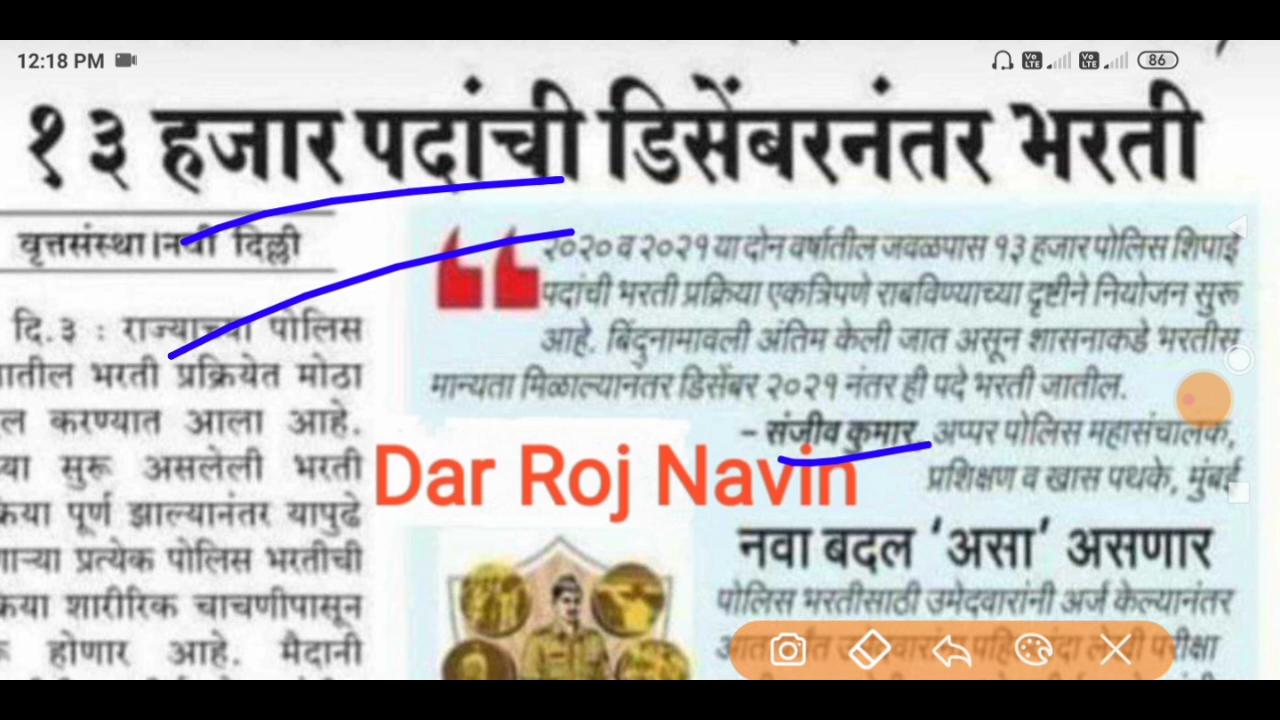 12:18 PM
86
१३ हजार पदांची डिसेंबरनंतर भरती
वृत्तसंस्था।नवी दिल्ली
दि.३ : राज्याच्या पोलिस
भरती प्रक्रियेत मोठा
करण्यात आला आहे.
सुरू असलेली भरती
पूर्ण झाल्यानंतर यापुढे
प्रत्येक पोलिस भरतीची
शारीरिक चाचणीपासून
होणार आहे. मैदानी
२०२० व २०२१ या दोन वर्षातील जवळपास १३ हजार पोलिस शिपाई
पदांची भरती प्रक्रिया एकत्रिपणे राबविण्याच्या दृष्टीने नियोजन सुरू
आहे. बिंदुनामावली अंतिम केली जात असून शासनाकडे भरतीस
मान्यता मिळाल्यानंतर डिसेंबर २०२१ नंतर ही पदे भरती जातील.
– संजीव कुमार, अप्पर पोलिस महासंचालक,
प्रशिक्षण व खास पथके, मुंबई
Dar Roj Navin
नवा बदल ‘असा’ असणार
पोलिस भरतीसाठी उमेदवारांनी अर्ज केल्यानंतर
परीक्षा